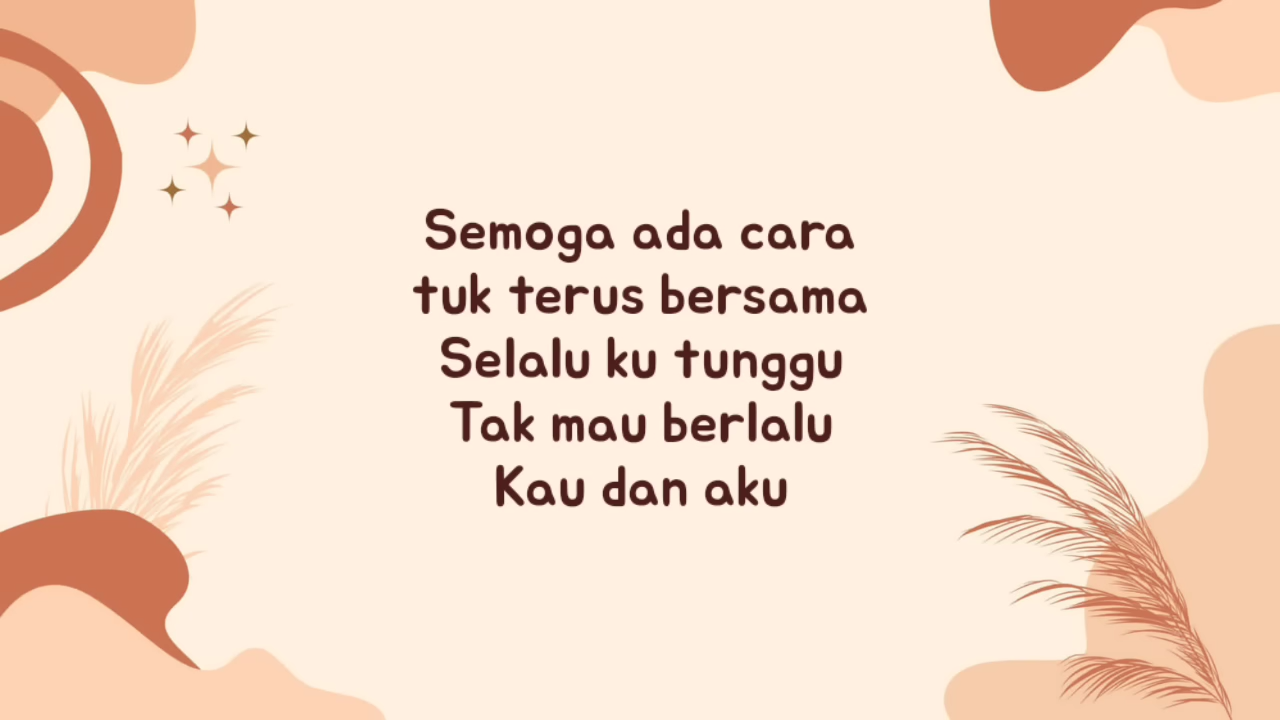 Semoga ada cara
tuk terus bersama
Selalu ku tunggu
Tak mau berlalu
Kau dan aku